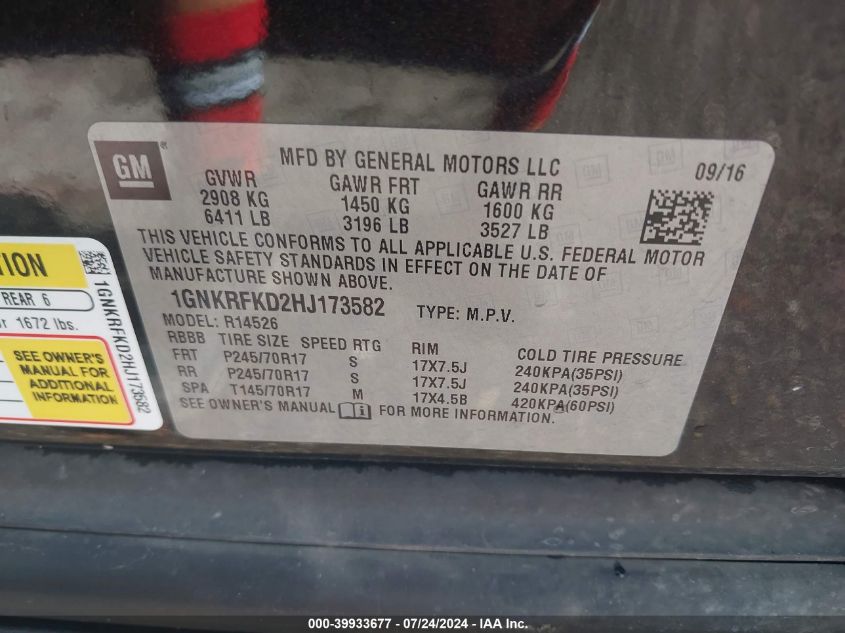 GM
MFD BY GENERAL MOTORS LLC
09/16
GVWR GAWR FRT GAWR RR
2908 KG 1450 KG 1600 KG
6411 LB 3196 LB 3527 LB
THIS VEHICLE CONFORMS TO ALL APPLICABLE U.S. FEDERAL MOTOR
VEHICLE SAFETY STANDARDS IN EFFECT ON THE DATE OF
MANUFACTURE SHOWN ABOVE.
1GNKRFKD2HJ173582 TYPE: M.P.V.
MODEL: R14526
RBBB TIRE SIZE SPEED RTG RIM COLD TIRE PRESSURE
FRT P245/70R17 S 17X7.5J 240KPA(35PSI)
RR P245/70R17 S 17X7.5J 240KPA(35PSI)
SPA T145/70R17 M 17X4.5B 420KPA(60PSI)
SEE OWNER'S MANUAL FOR MORE INFORMATION.
TION
REAR 6
1672 lbs.
SEE OWNER'S
MANUAL FOR
ADDITIONAL
INFORMATION
1GNKRFKD2HJ173582
000-39933677 / 07/24/2024 - IAA Inc.